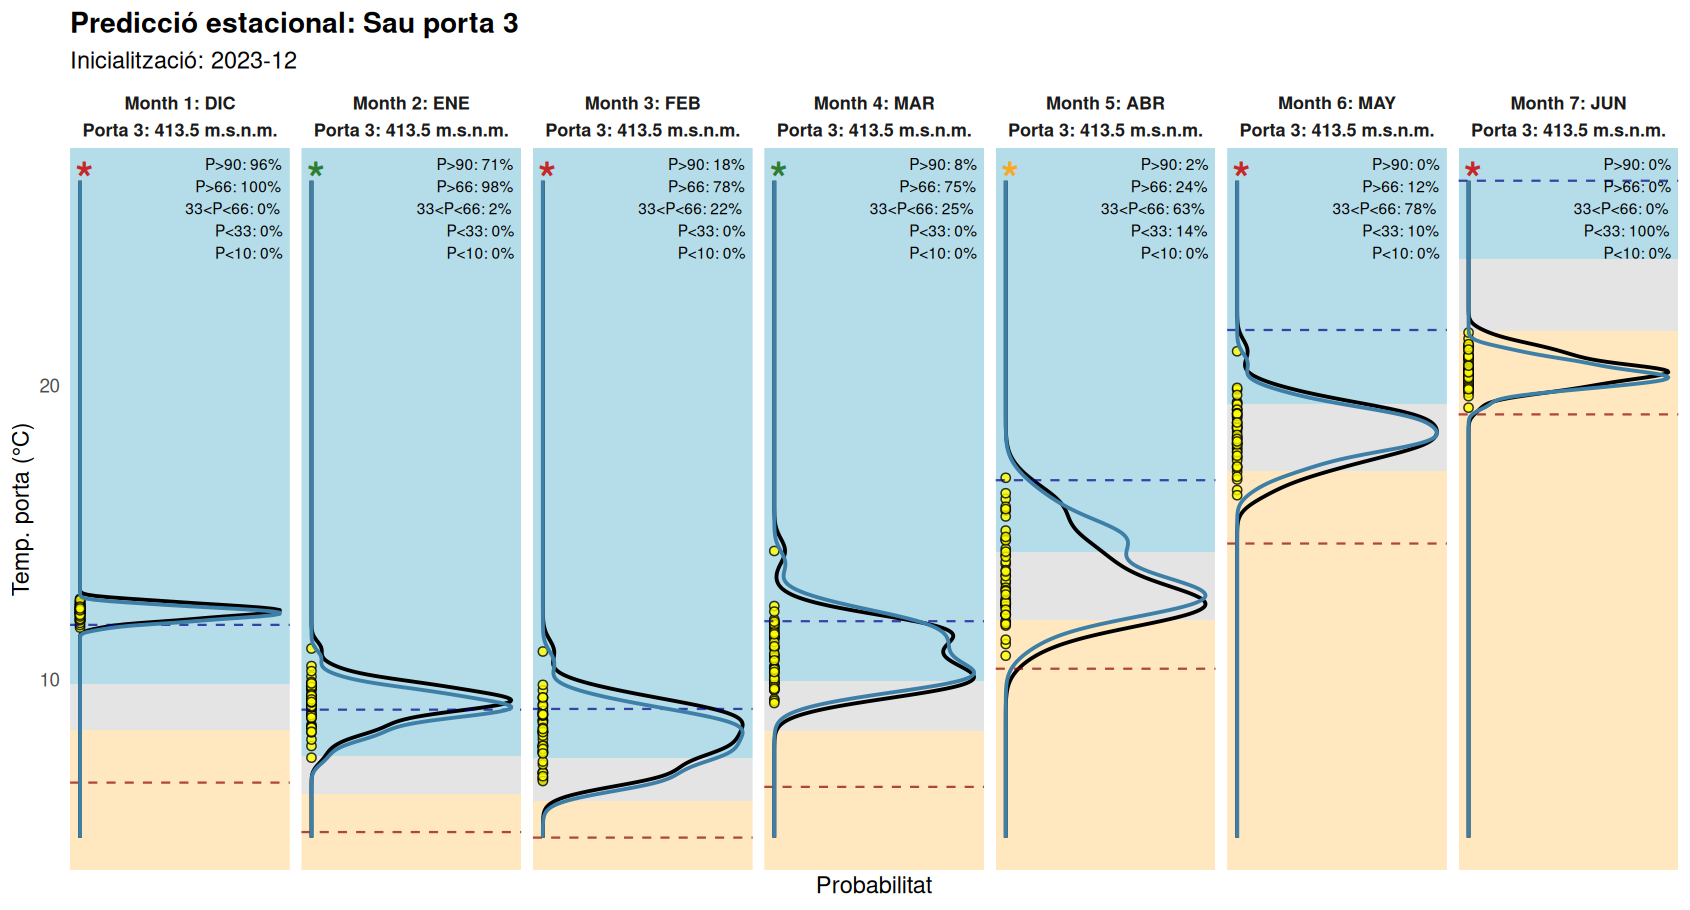 Predicció estacional: Sau porta 3
Inicialització: 2023-12
Month 1: DIC
Porta 3: 413.5 m.s.n.m.
Month 2: ENE
Porta 3: 413.5 m.s.n.m.
Month 3: FEB
Porta 3: 413.5 m.s.n.m.
Month 4: MAR
Porta 3: 413.5 m.s.n.m.
Month 5: ABR
Porta 3: 413.5 m.s.n.m.
Month 6: MAY
Porta 3: 413.5 m.s.n.m.
Month 7: JUN
Porta 3: 413.5 m.s.n.m.
P>90: 96%
P>66: 100%
33<P<66: 0%
P<33: 0%
P<10: 0%
P>90: 71%
P>66: 98%
33<P<66: 2%
P<33: 0%
P<10: 0%
P>90: 18%
P>66: 78%
33<P<66: 22%
P<33: 0%
P<10: 0%
P>90: 8%
P>66: 75%
33<P<66: 25%
P<33: 0%
P<10: 0%
P>90: 2%
P>66: 24%
33<P<66: 63%
P<33: 14%
P<10: 0%
P>90: 0%
P>66: 12%
33<P<66: 78%
P<33: 10%
P<10: 0%
P>90: 0%
P>66: 0%
33<P<66: 0%
P<33: 100%
P<10: 0%
20
10
Temp. porta (°C)
Probabilitat